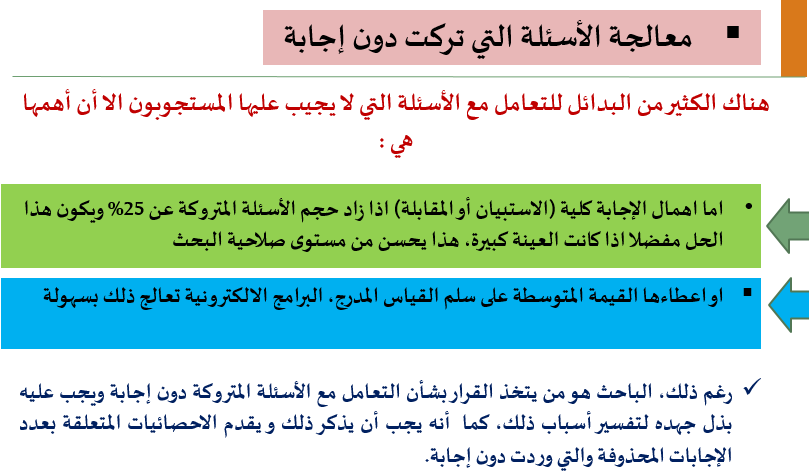 ▪ معالجة الأسئلة التي تركت دون إجابة
هناك الكثير من البدائل للتعامل مع الأسئلة التي لا يجيب عليها المستجوبون الا أن أهمها
هي :
• اما اهمال الإجابة كلية (الاستبيان أو المقابلة) اذا زاد حجم الأسئلة المتروكة عن 25% ويكون هذا
الحل مفضلا اذا كانت العينة كبيرة، هذا يحسن من مستوى صلاحية البحث
▪ او اعطاءها القيمة المتوسطة على سلم القياس المدرج، البرامج الالكترونية تعالج ذلك بسهولة
✓ رغم ذلك، الباحث هو من يتخذ القرار بشأن التعامل مع الأسئلة المتروكة دون إجابة ويجب عليه
بذل جهده لتفسير أسباب ذلك، كما أنه يجب أن يذكر ذلك و يقدم الاحصائيات المتعلقة بعدد
الإجابات المحذوفة والتي وردت دون إجابة.